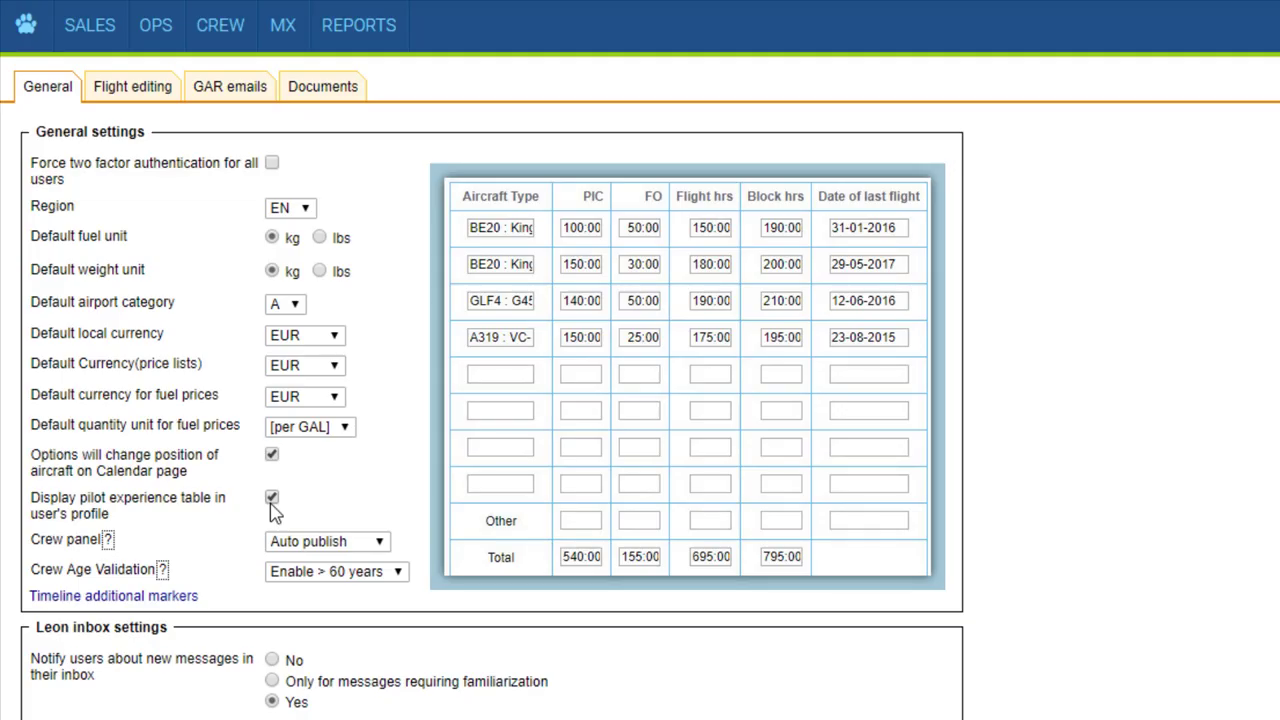 SALES OPS CREW MX REPORTS
General Flight editing GAR emails Documents
General settings
Force two factor authentication for all
users
Region EN
Default fuel unit kg lbs
Default weight unit kg lbs
Default airport category A
Default local currency EUR
Default Currency(price lists) EUR
Default currency for fuel prices EUR
Default quantity unit for fuel prices [per GAL]
Options will change position of
aircraft on Calendar page
Display pilot experience table in
user's profile
Crew panel? Auto publish
Crew Age Validation? Enable > 60 years
Timeline additional markers
Aircraft Type PIC FO Flight hrs Block hrs Date of last flight
BE20 : King 100:00 50:00 150:00 190:00 31-01-2016
BE20 : King 150:00 30:00 180:00 200:00 29-05-2017
GLF4 : G45 140:00 50:00 190:00 210:00 12-06-2016
A319 : VC- 150:00 25:00 175:00 195:00 23-08-2015
Other
Total 540:00 155:00 695:00 795:00
Leon inbox settings
Notify users about new messages in
their inbox
No
Only for messages requiring familiarization
Yes